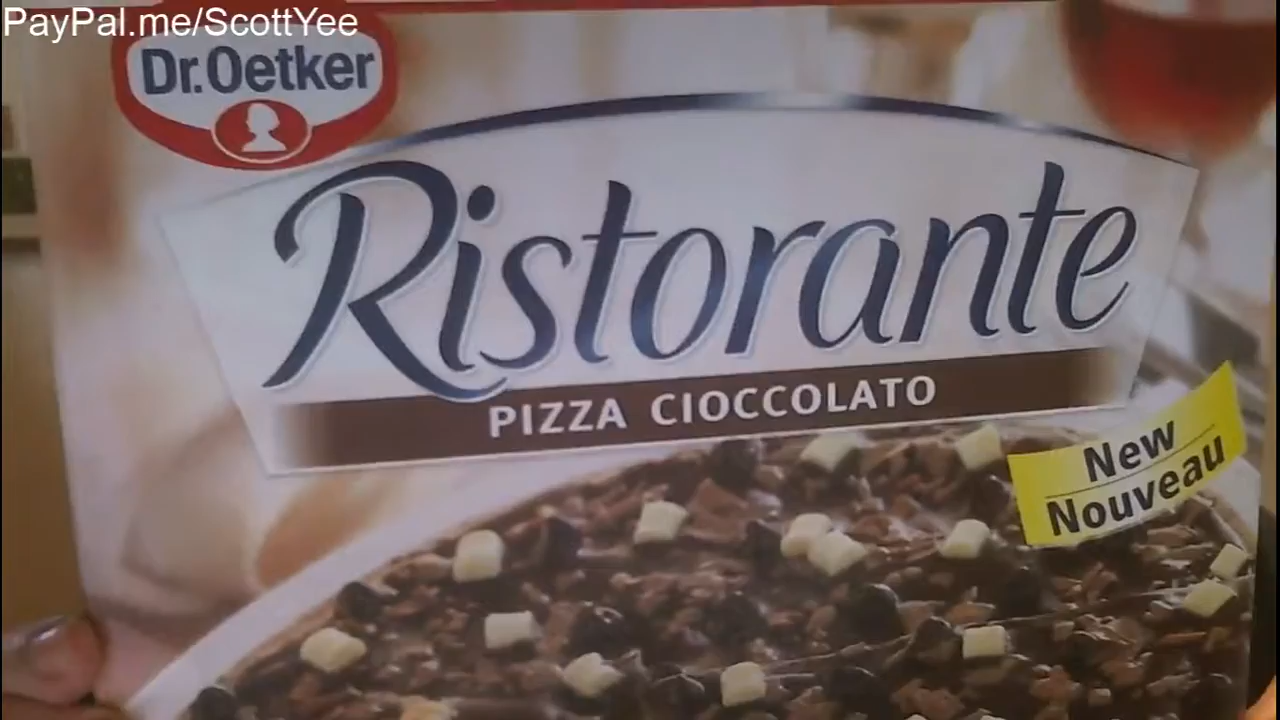 PayPal.me/ScottYee
Dr.Oetker
Ristorante
PIZZA CIOCCOLATO
New
Nouveau